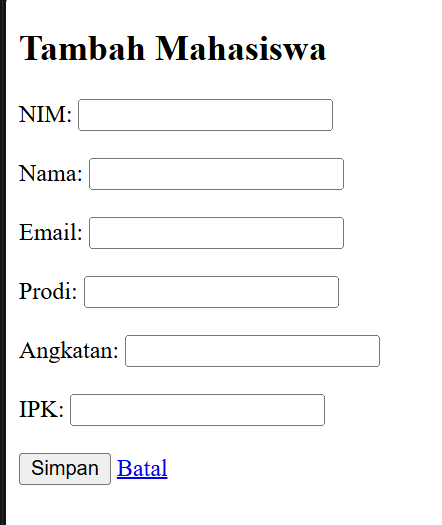 Tambah Mahasiswa
NIM:
Nama:
Email:
Prodi:
Angkatan:
IPK:
Simpan Batal